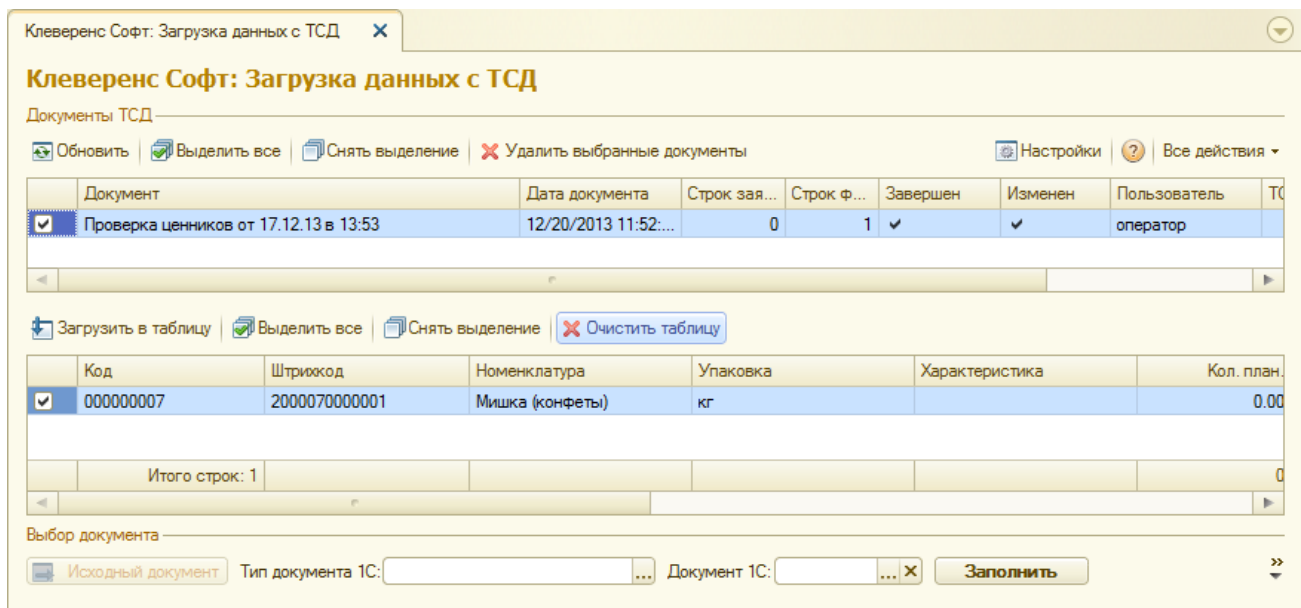 Клеверенс Софт: Загрузка данных с ТСД
Клеверенс Софт: Загрузка данных с ТСД
Документы ТСД
Обновить Выделить все Снять выделение Удалить выбранные документы Настройки ? Все действия
Документ Дата документа Строк зая... Строк ф... Завершен Изменен Пользователь ТС
Проверка ценников от 17.12.13 в 13:53 12/20/2013 11:52:... 0 1 оператор
Загрузить в таблицу Выделить все Снять выделение Очистить таблицу
Код Штрихкод Номенклатура Упаковка Характеристика Кол. план.
000000007 2000070000001 Мишка (конфеты) кг 0.00
Итого строк: 1 0
Выбор документа
Исходный документ Тип документа 1С: ... Документ 1С: ... Заполнить